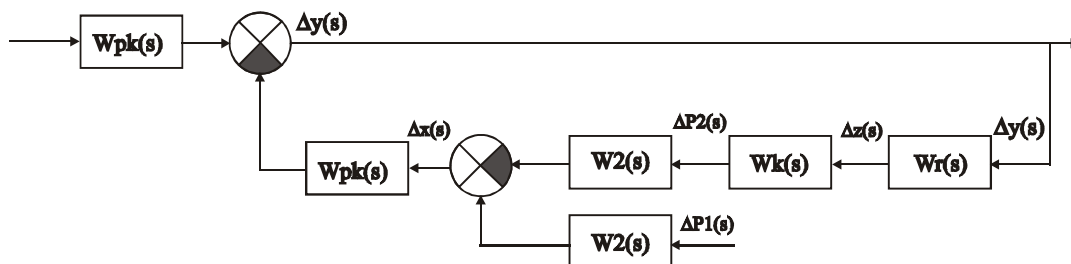 Wpk(s)
Δy(s)
Δx(s)
ΔP2(s)
Δz(s)
Δy(s)
Wpk(s)
W2(s)
Wk(s)
Wr(s)
W2(s)
ΔP1(s)